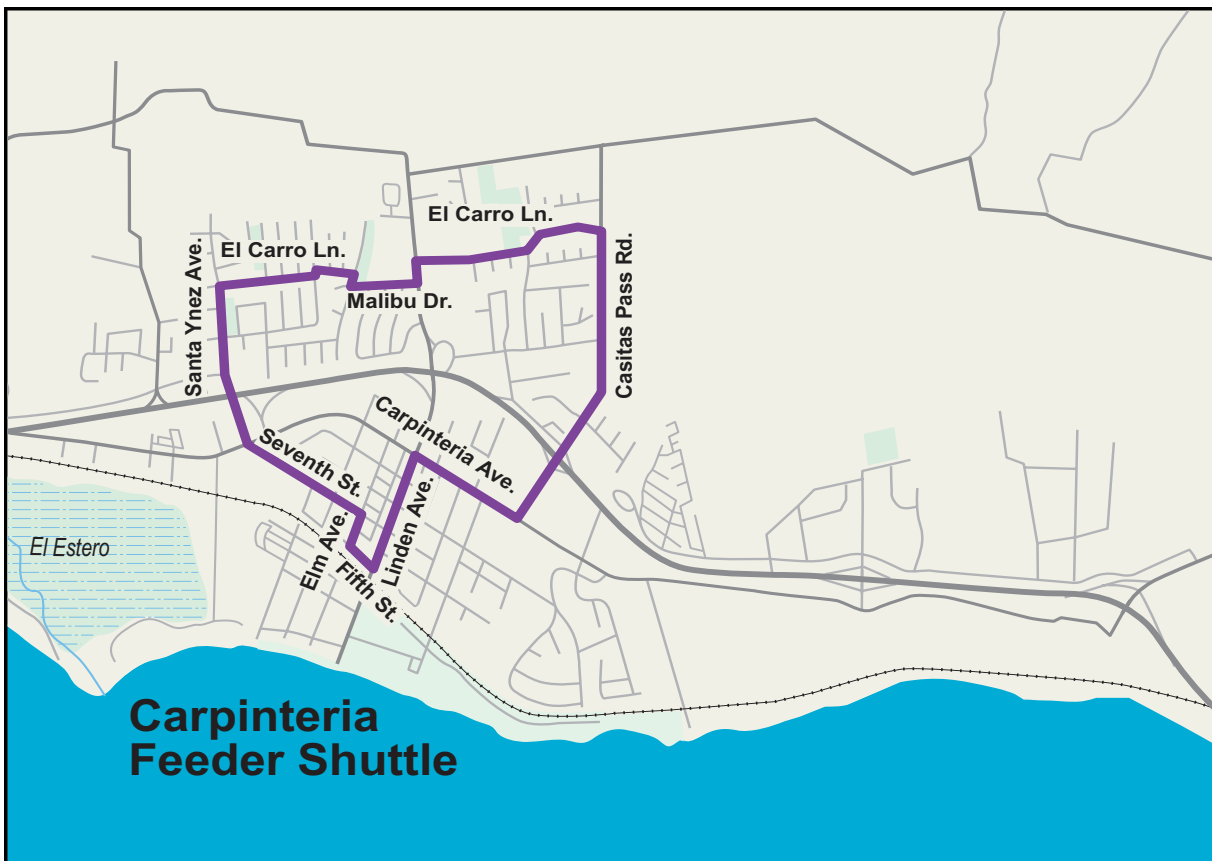 El Carro Ln.
El Carro Ln.
Santa Ynez Ave.
Malibu Dr.
Casitas Pass Rd.
Carpinteria Ave.
Seventh St.
Linden Ave.
Elm Ave.
Fifth St.
El Estero
Carpinteria
Feeder Shuttle